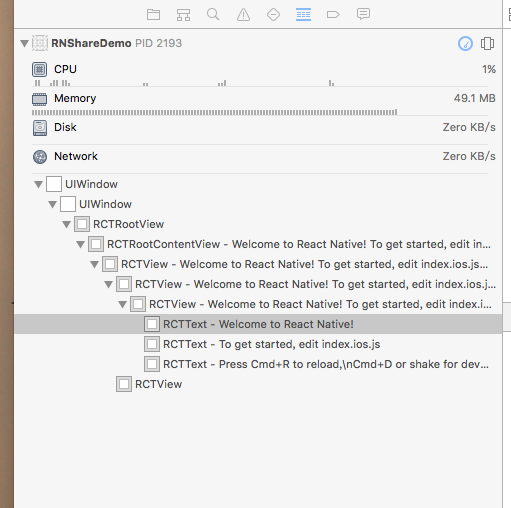 RNShareDemo PID 2193
CPU 1%
Memory 49.1 MB
Disk Zero KB/s
Network Zero KB/s
UIWindow
UIWindow
RCTRootView
RCTRootContentView - Welcome to React Native! To get started, edit in...
RCTView - Welcome to React Native! To get started, edit index.ios.js...
RCTView - Welcome to React Native! To get started, edit index.ios.j...
RCTView - Welcome to React Native! To get started, edit index.i...
RCTText - Welcome to React Native!
RCTText - To get started, edit index.ios.js
RCTText - Press Cmd+R to reload,\nCmd+D or shake for dev...
RCTView